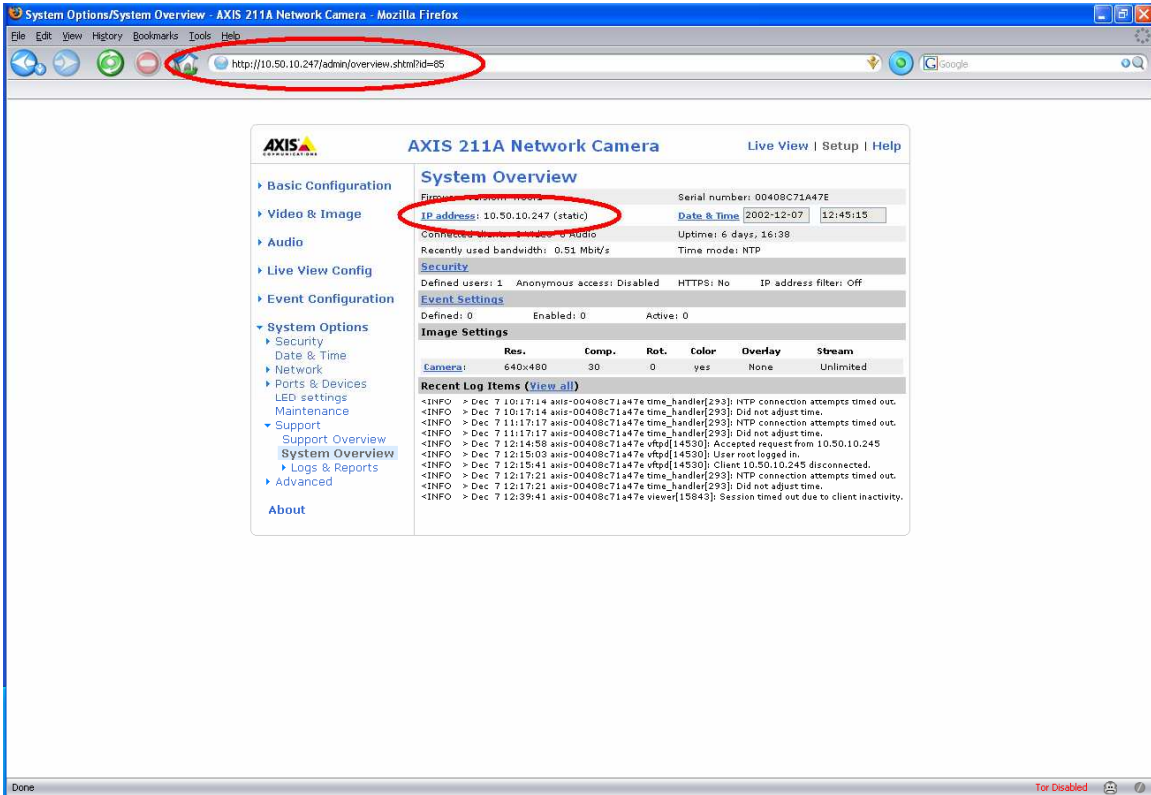 System Options/System Overview - AXIS 211A Network Camera - Mozilla Firefox
File Edit View History Bookmarks Tools Help
http://10.50.10.247/admin/overview.shtml?id=85
Google
AXIS
COMMUNICATIONS
AXIS 211A Network Camera
Live View | Setup | Help
Basic Configuration
Video & Image
Audio
Live View Config
Event Configuration
System Options
Security
Date & Time
Network
Ports & Devices
LED settings
Maintenance
Support
Support Overview
System Overview
Logs & Reports
Advanced
About
System Overview
Serial number: 00408C71A47E
IP address: 10.50.10.247 (static) Date & Time 2002-12-07 12:45:15
Audio Uptime: 6 days, 16:38
Recently used bandwidth: 0.51 Mbit/s Time mode: NTP
Security
Defined users: 1 Anonymous access: Disabled HTTPS: No IP address filter: Off
Event Settings
Defined: 0 Enabled: 0 Active: 0
Image Settings
Res. Comp. Rot. Color Overlay Stream
Camera: 640x480 30 0 yes None Unlimited
Recent Log Items (View all)
<INFO > Dec 7 10:17:14 axis-00408c71a47e time_handler[293]: NTP connection attempts timed out.
<INFO > Dec 7 10:17:14 axis-00408c71a47e time_handler[293]: Did not adjust time.
<INFO > Dec 7 11:17:17 axis-00408c71a47e time_handler[293]: NTP connection attempts timed out.
<INFO > Dec 7 11:17:17 axis-00408c71a47e time_handler[293]: Did not adjust time.
<INFO > Dec 7 12:14:58 axis-00408c71a47e vftpd[14530]: Accepted request from 10.50.10.245
<INFO > Dec 7 12:15:03 axis-00408c71a47e vftpd[14530]: User root logged in.
<INFO > Dec 7 12:15:41 axis-00408c71a47e vftpd[14530]: Client 10.50.10.245 disconnected.
<INFO > Dec 7 12:17:21 axis-00408c71a47e time_handler[293]: NTP connection attempts timed out.
<INFO > Dec 7 12:17:21 axis-00408c71a47e time_handler[293]: Did not adjust time.
<INFO > Dec 7 12:39:41 axis-00408c71a47e viewer[15843]: Session timed out due to client inactivity.
Done
Tor Disabled